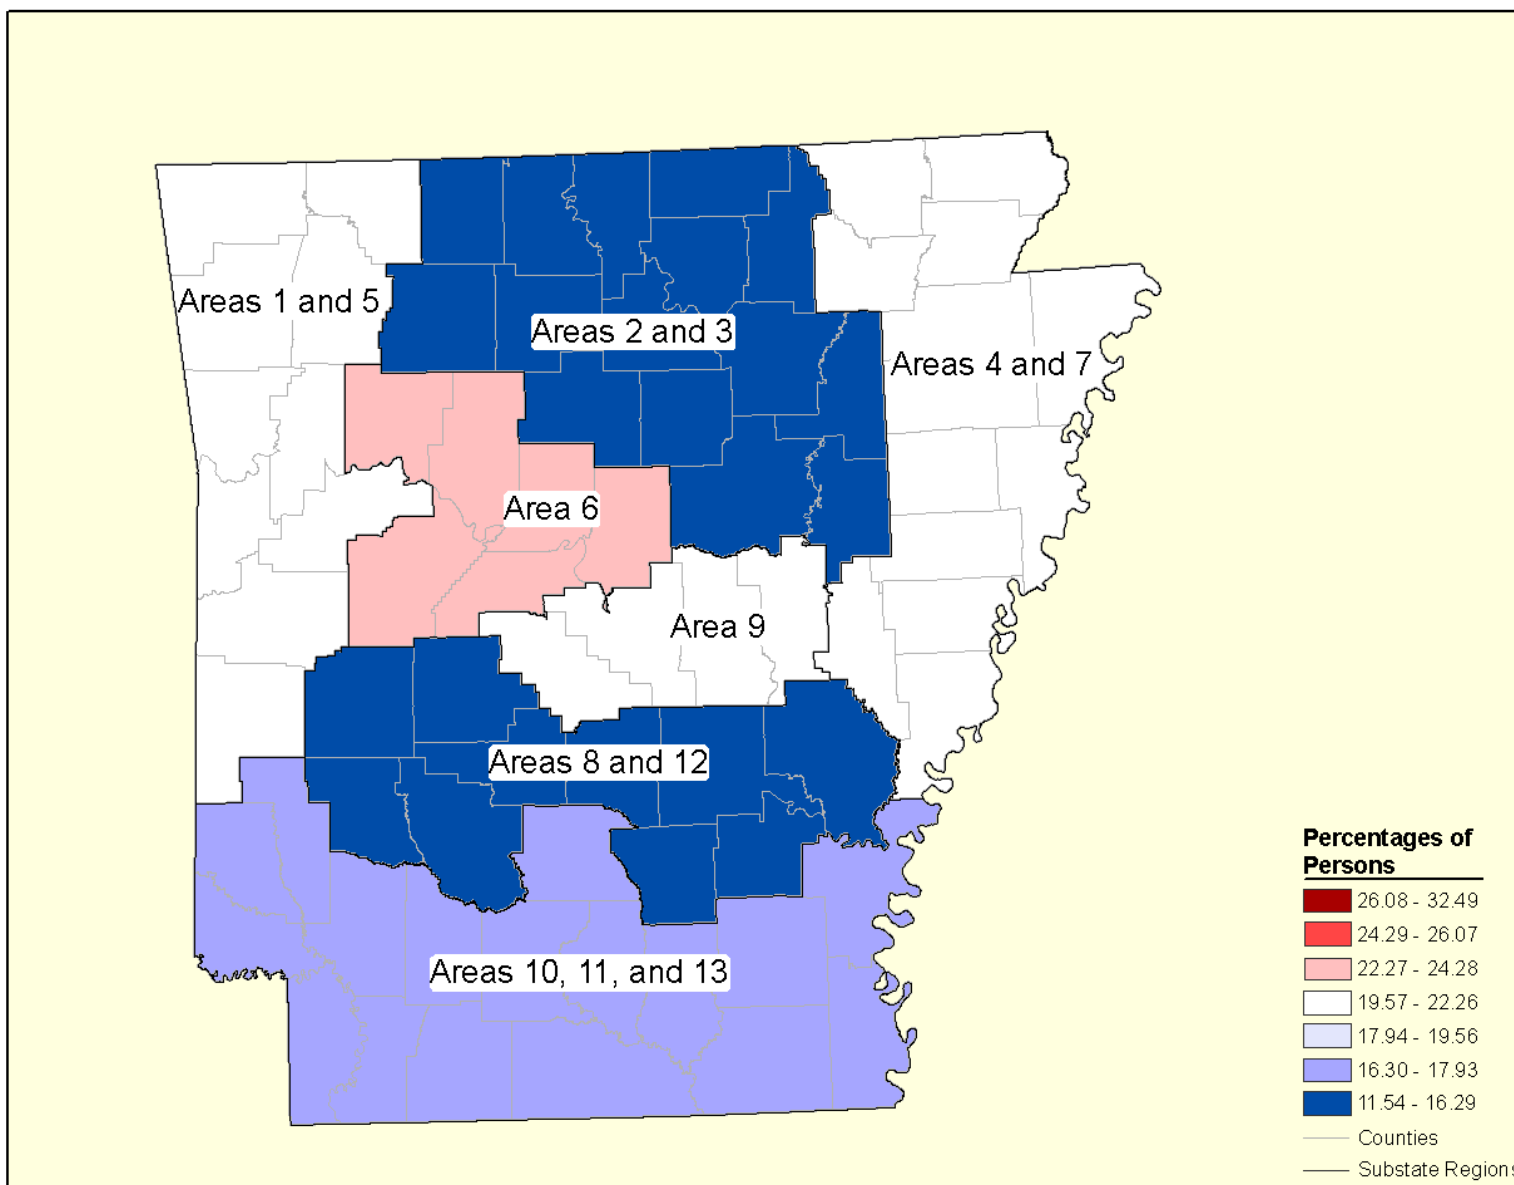 Areas 1 and 5
Areas 2 and 3
Areas 4 and 7
Area 6
Area 9
Areas 8 and 12
Areas 10, 11, and 13
Percentages of
Persons
26.08 - 32.49
24.29 - 26.07
22.27 - 24.28
19.57 - 22.26
17.94 - 19.56
16.30 - 17.93
11.54 - 16.29
Counties
Substate Regions